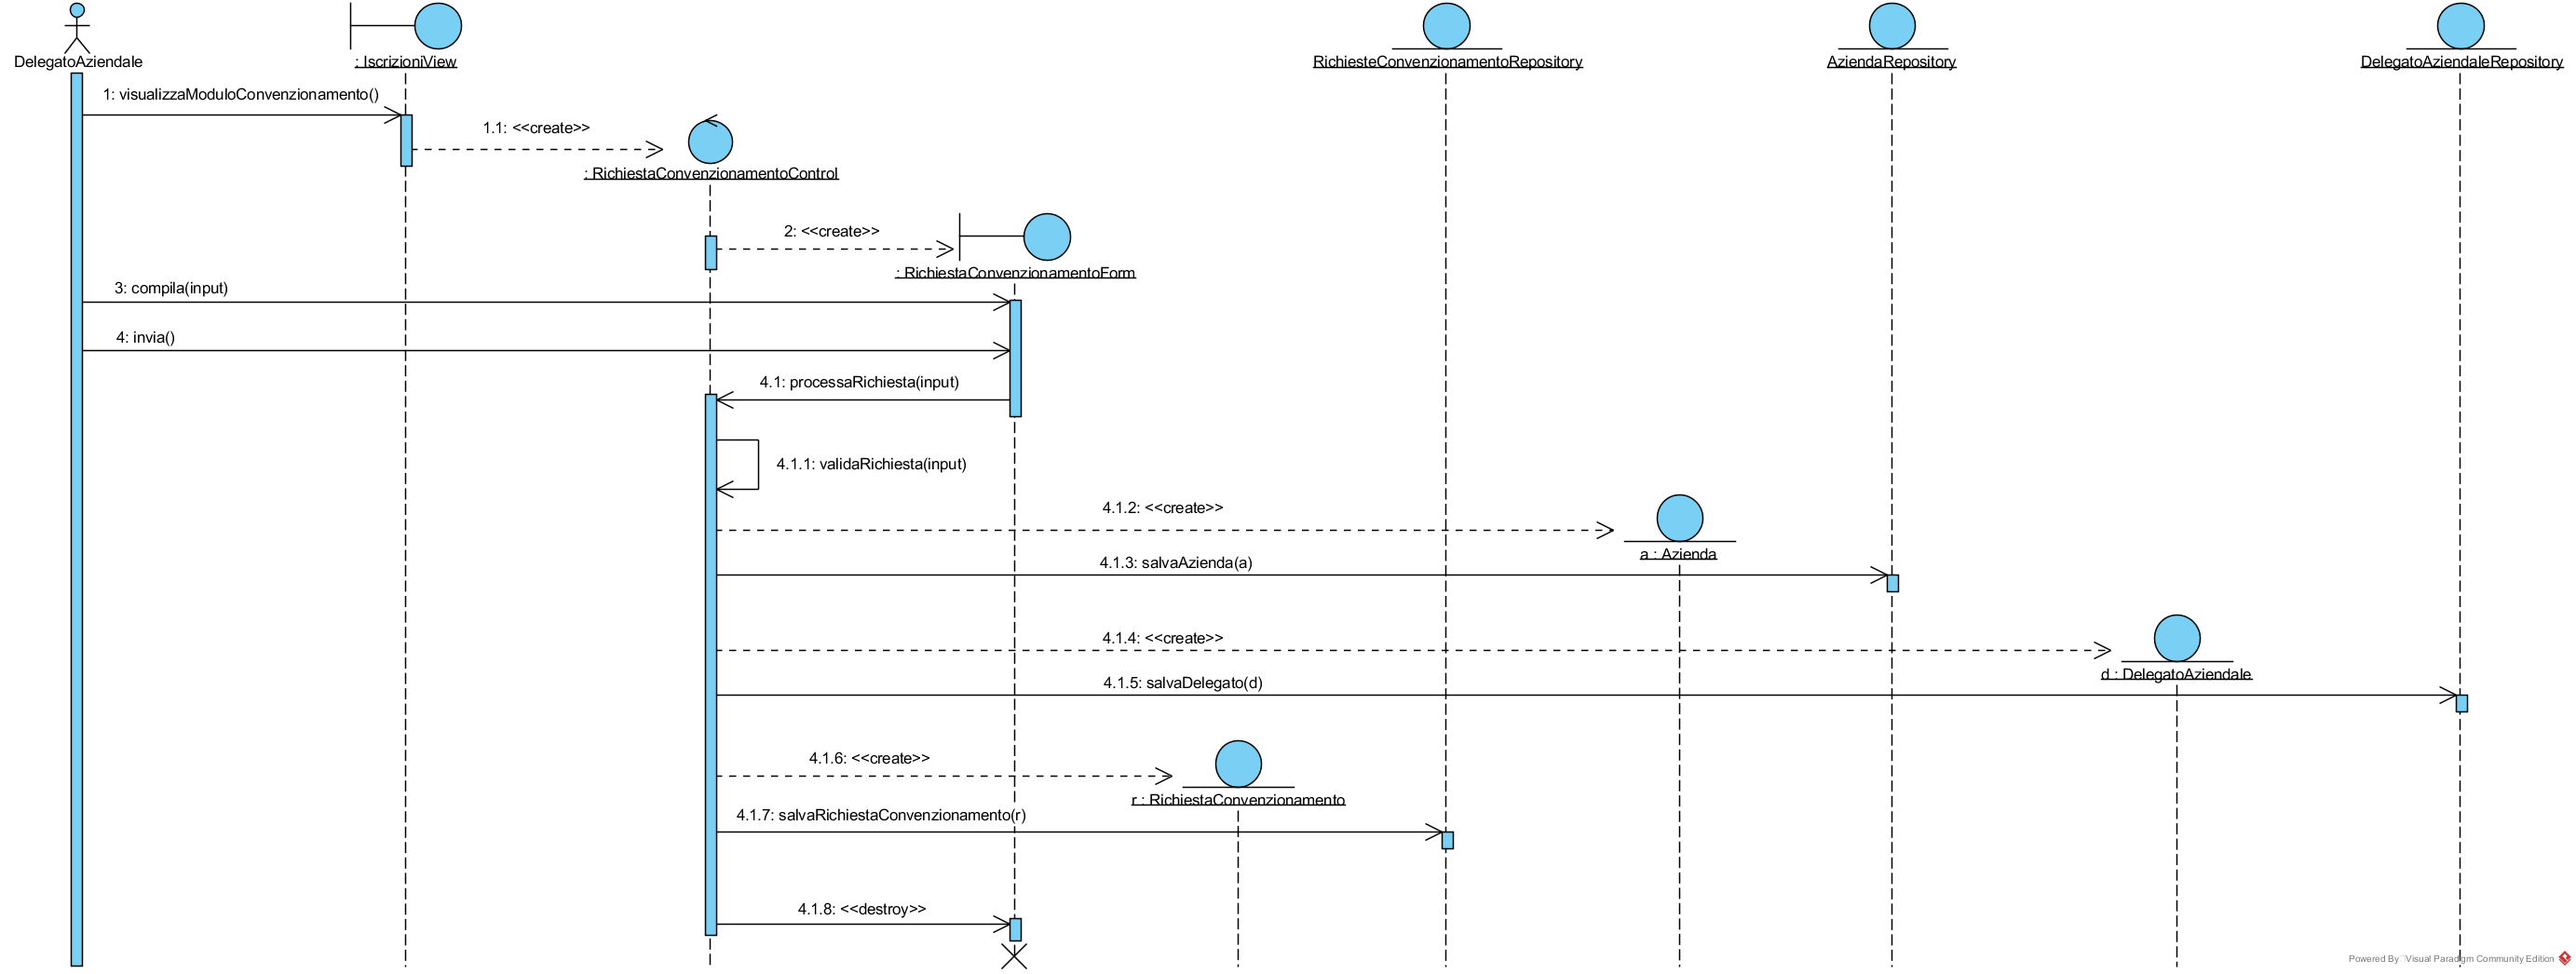 DelegatoAziendale
: IscrizioniView
RichiesteConvenzionamentoRepository
AziendaRepository
DelegatoAziendaleRepository
1: visualizzaModuloConvenzionamento()
1.1: <<create>>
: RichiestaConvenzionamentoControl
2: <<create>>
: RichiestaConvenzionamentoForm
3: compila(input)
4: invia()
4.1: processaRichiesta(input)
4.1.1: validaRichiesta(input)
4.1.2: <<create>>
a : Azienda
4.1.3: salvaAzienda(a)
4.1.4: <<create>>
d : DelegatoAziendale
4.1.5: salvaDelegato(d)
4.1.6: <<create>>
r : RichiestaConvenzionamento
4.1.7: salvaRichiestaConvenzionamento(r)
4.1.8: <<destroy>>
Powered By Visual Paradigm Community Edition